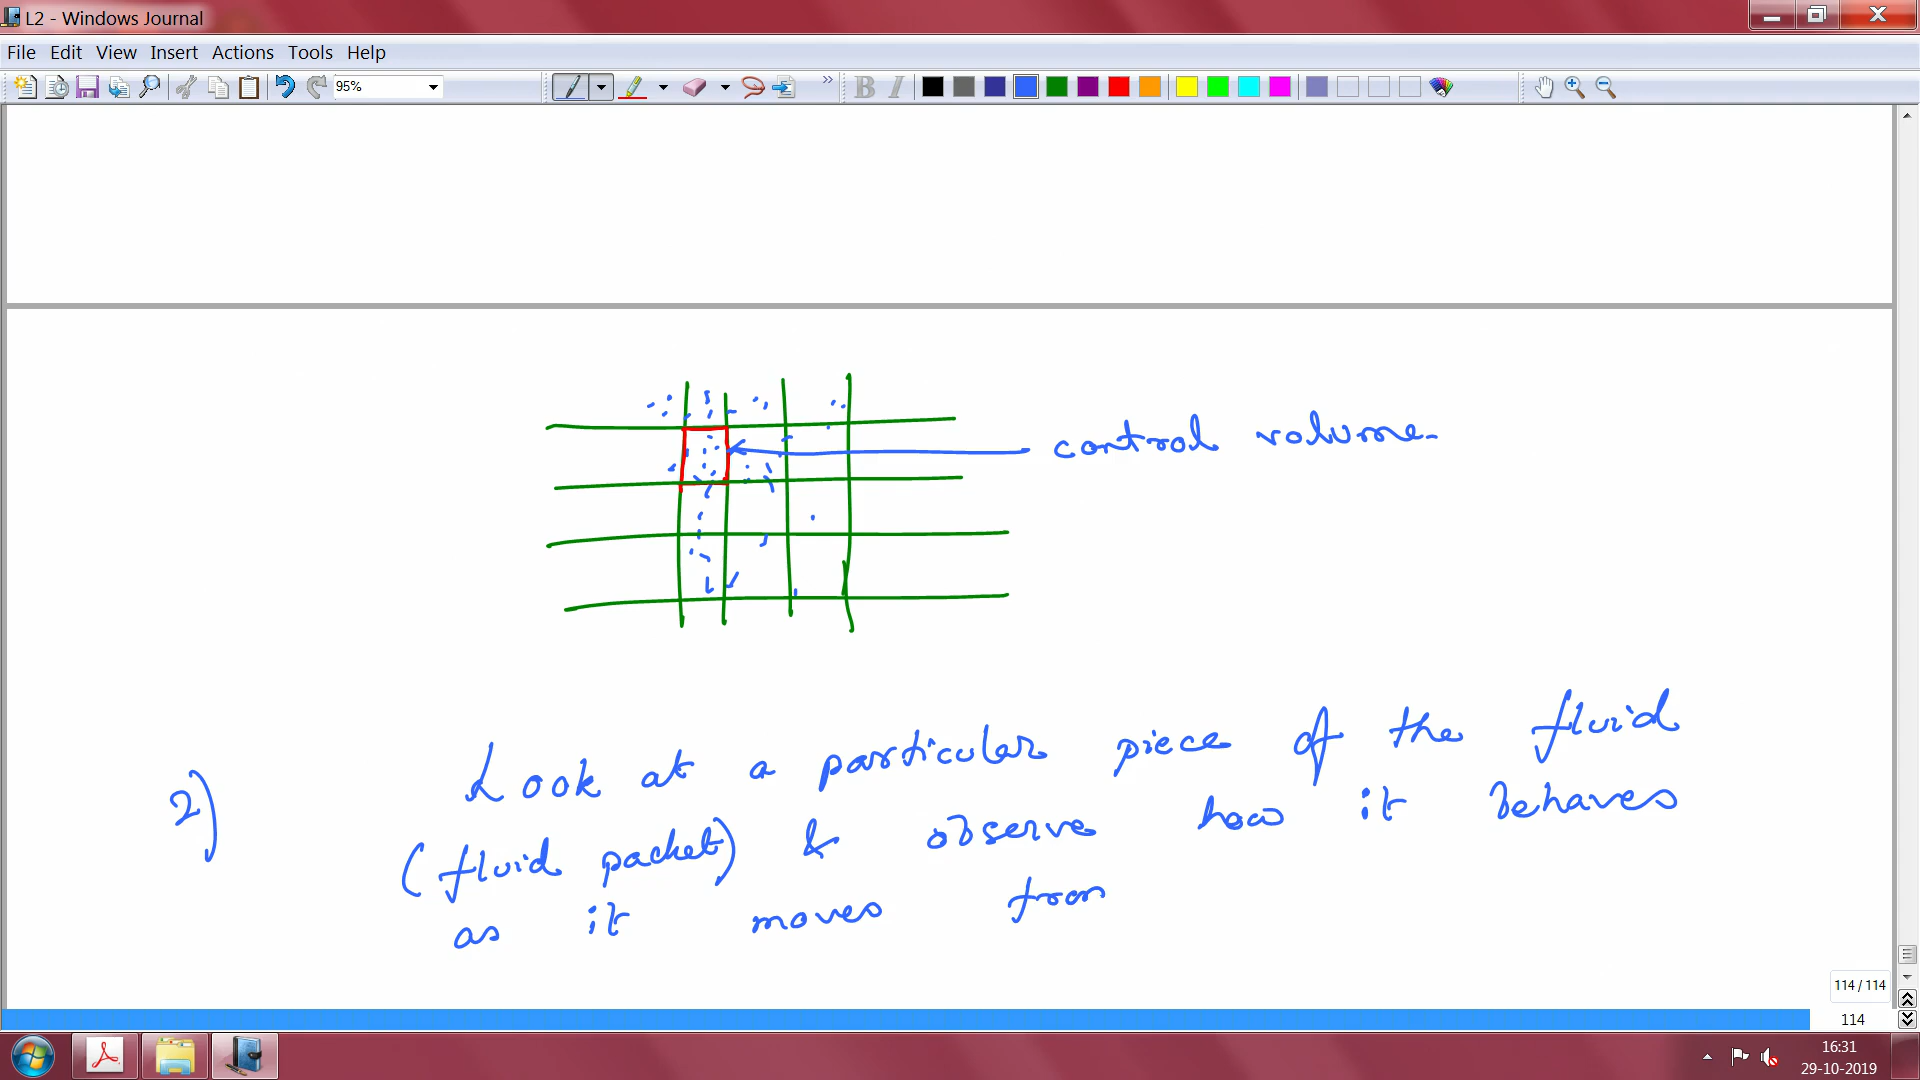 L2 - Windows Journal
File Edit View Insert Actions Tools Help
95%
control volume
2) Look at a particular piece of the fluid
(fluid packet) & observe how it behaves
as it moves from
114 / 114
114
16:31
29-10-2019